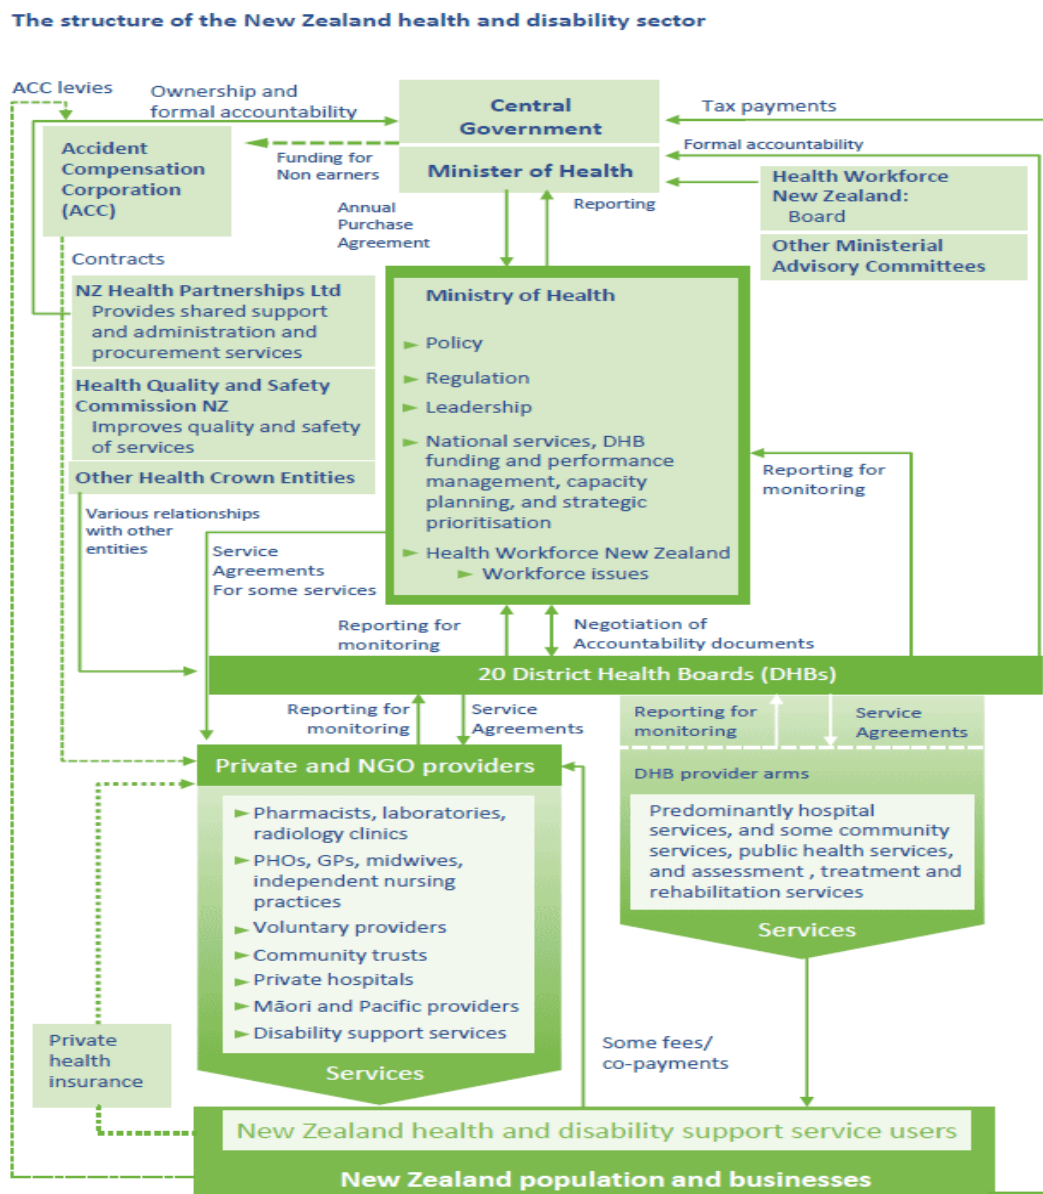 The structure of the New Zealand health and disability sector
ACC levies
Ownership and
formal accountability
Central
Government
Tax payments
Accident
Compensation
Corporation
(ACC)
Funding for
Non earners
Minister of Health
Formal accountability
Health Workforce
New Zealand:
Board
Other Ministerial
Advisory Committees
Annual
Purchase
Agreement
Reporting
Contracts
NZ Health Partnerships Ltd
Provides shared support
and administration and
procurement services
Health Quality and Safety
Commission NZ
Improves quality and safety
of services
Other Health Crown Entities
Ministry of Health
► Policy
► Regulation
► Leadership
► National services, DHB
funding and performance
management, capacity
planning, and strategic
prioritisation
► Health Workforce New Zealand
► Workforce issues
Reporting for
monitoring
Various relationships
with other
entities
Service
Agreements
For some services
Reporting for
monitoring
Negotiation of
Accountability documents
20 District Health Boards (DHBs)
Reporting for
monitoring
Service
Agreements
Reporting for
monitoring
Service
Agreements
Private and NGO providers
► Pharmacists, laboratories,
radiology clinics
► PHOs, GPs, midwives,
independent nursing
practices
► Voluntary providers
► Community trusts
► Private hospitals
► Māori and Pacific providers
► Disability support services
Services
DHB provider arms
Predominantly hospital
services, and some community
services, public health services,
and assessment , treatment and
rehabilitation services
Services
Private
health
insurance
Some fees/
co-payments
New Zealand health and disability support service users
New Zealand population and businesses